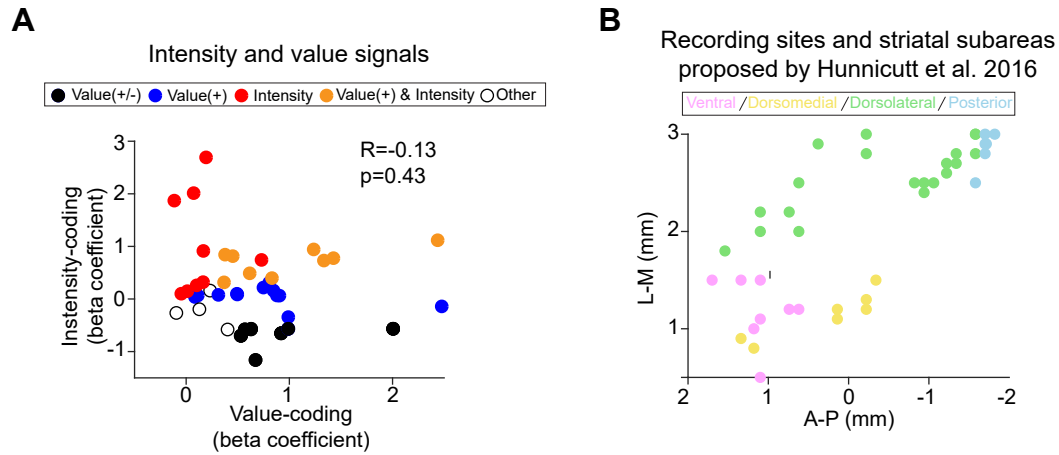 A
Intensity and value signals
Value(+/-) Value(+) Intensity Value(+) & Intensity Other
R=-0.13
p=0.43
3
2
1
0
-1
Instensity-coding
(beta coefficient)
0 1 2
Value-coding
(beta coefficient)
B
Recording sites and striatal subareas
proposed by Hunnicutt et al. 2016
Ventral/Dorsomedial/Dorsolateral/Posterior
3
2
1
L-M (mm)
2 1 0 -1 -2
A-P (mm)